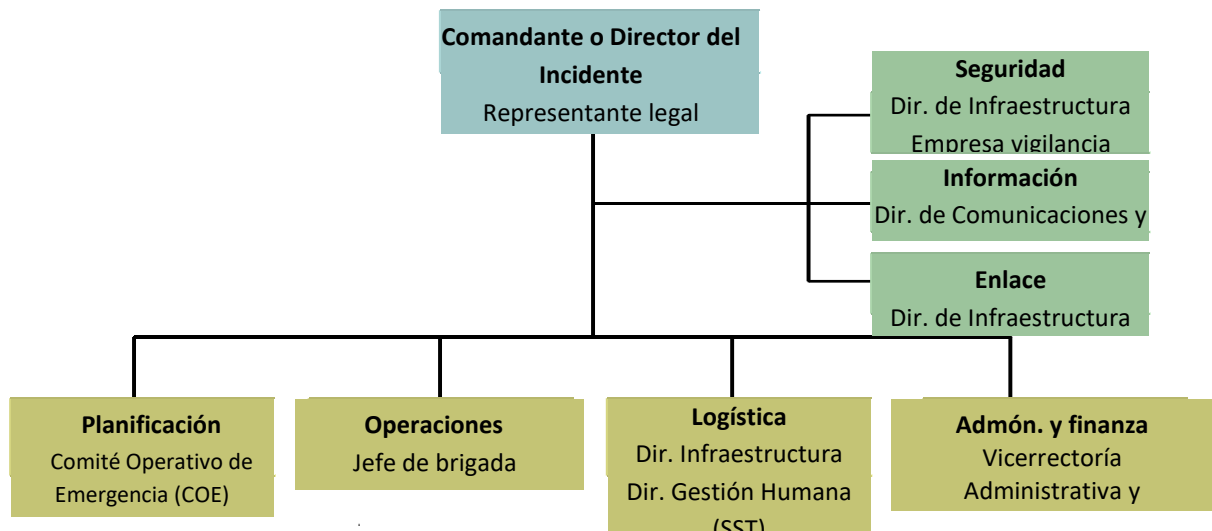 Comandante o Director del
Incidente
Representante legal
Seguridad
Dir. de Infraestructura
Empresa vigilancia
Información
Dir. de Comunicaciones y
Enlace
Dir. de Infraestructura
Planificación
Comité Operativo de
Emergencia (COE)
Operaciones
Jefe de brigada
Logística
Dir. Infraestructura
Dir. Gestión Humana
(SST)
Admón. y finanza
Vicerrectoría
Administrativa y